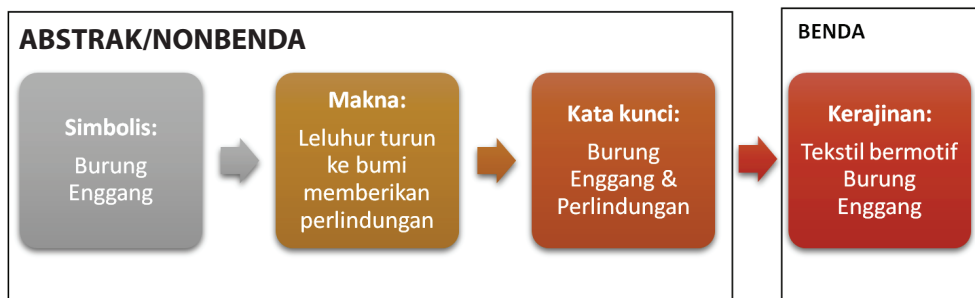 ABSTRAK/NONBENDA
Simbolis:
Burung
Enggang
Makna:
Leluhur turun
ke bumi
memberikan
perlindungan
Kata kunci:
Burung
Enggang &
Perlindungan
BENDA
Kerajinan:
Tekstil bermotif
Burung
Enggang